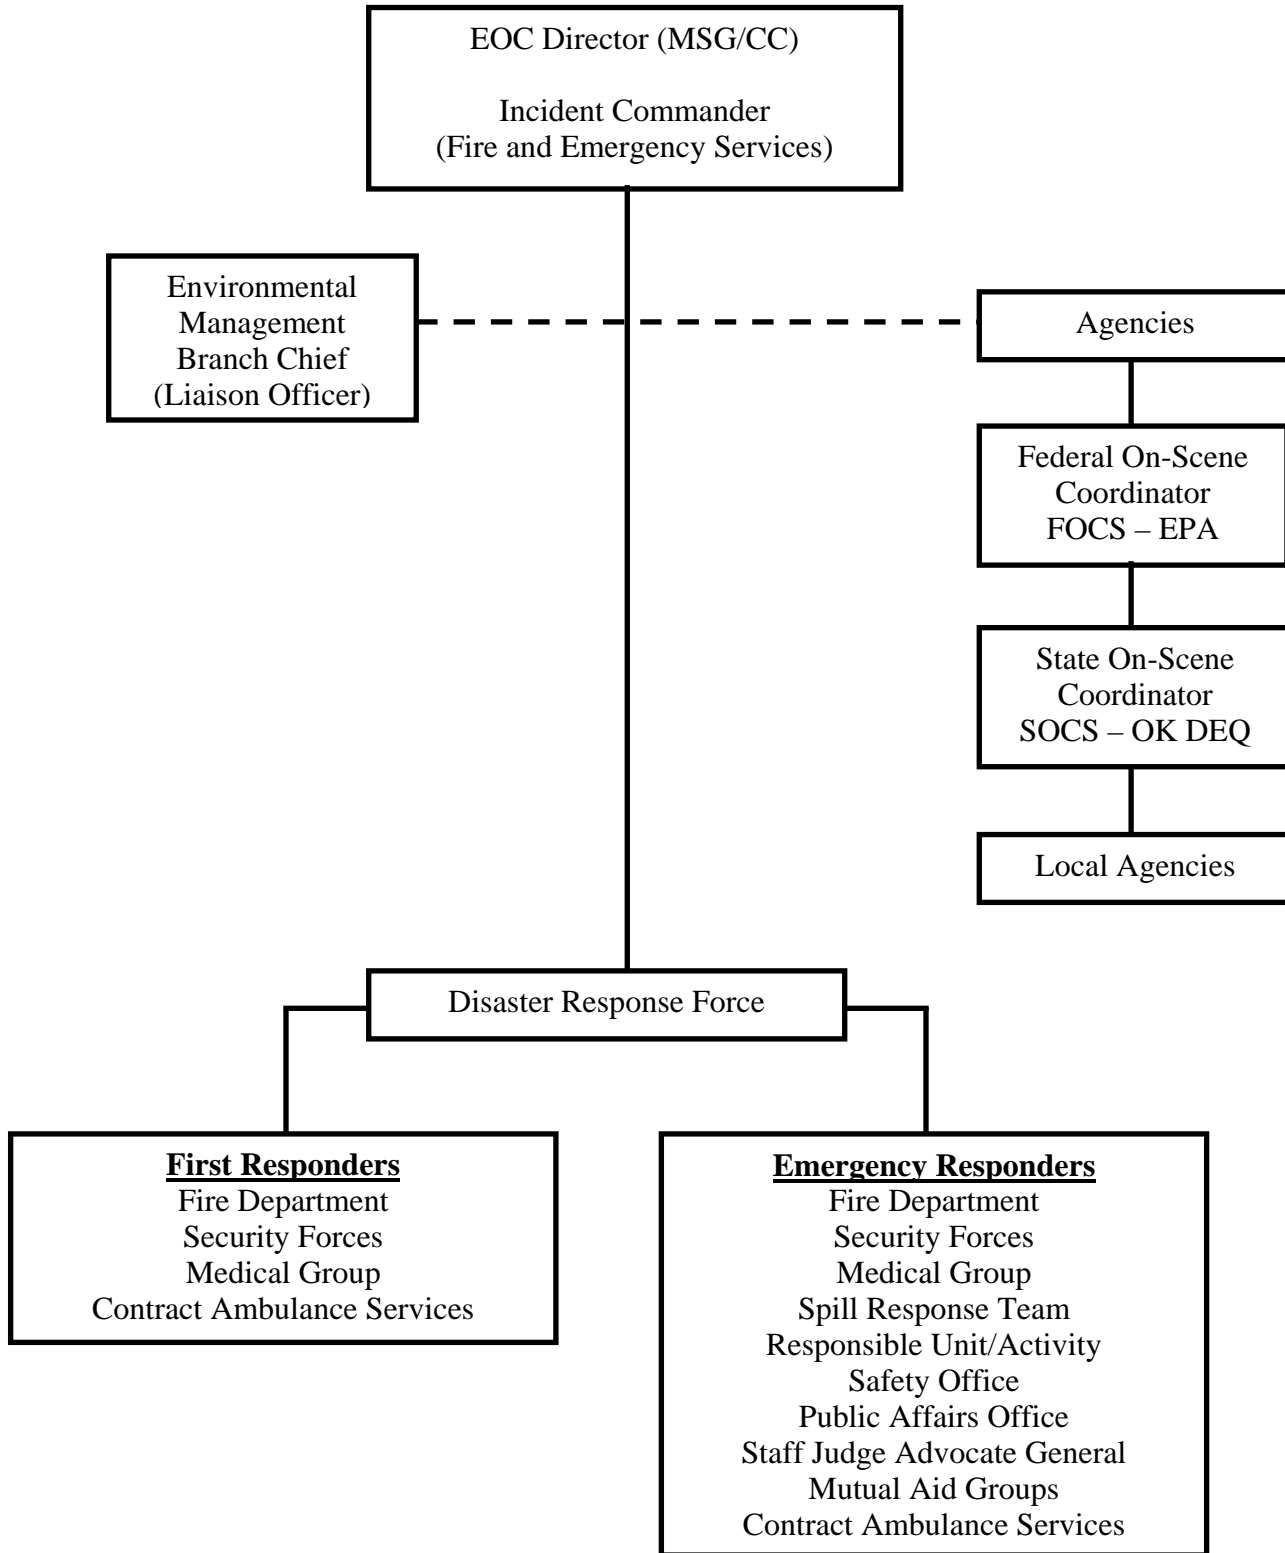 EOC Director (MSG/CC)
Incident Commander
(Fire and Emergency Services)
Environmental
Management
Branch Chief
(Liaison Officer)
Agencies
Federal On-Scene
Coordinator
FOCS – EPA
State On-Scene
Coordinator
SOCS – OK DEQ
Local Agencies
Disaster Response Force
First Responders
Fire Department
Security Forces
Medical Group
Contract Ambulance Services
Emergency Responders
Fire Department
Security Forces
Medical Group
Spill Response Team
Responsible Unit/Activity
Safety Office
Public Affairs Office
Staff Judge Advocate General
Mutual Aid Groups
Contract Ambulance Services